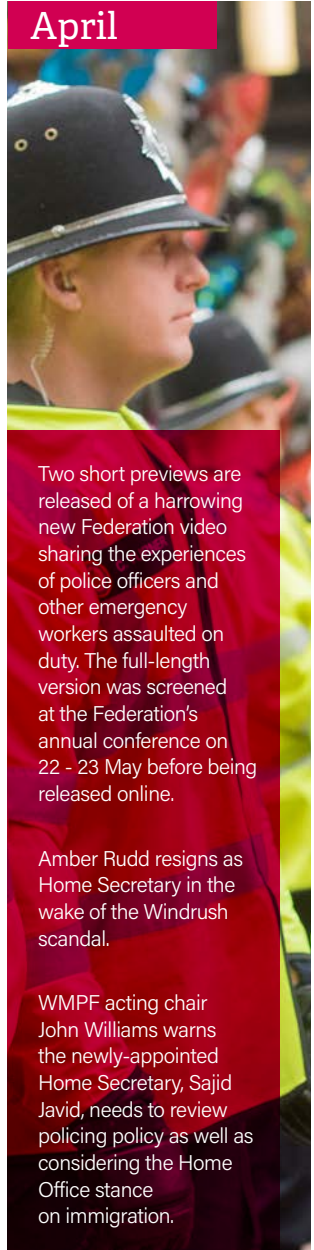 April
Two short previews are
released of a harrowing
new Federation video
sharing the experiences
of police officers and
other emergency
workers assaulted on
duty. The full-length
version was screened
at the Federation's
annual conference on
22 - 23 May before being
released online.
Amber Rudd resigns as
Home Secretary in the
wake of the Windrush
scandal.
WMPF acting chair
John Williams warns
the newly-appointed
Home Secretary, Sajid
Javid, needs to review
policing policy as well as
considering the Home
Office stance
on immigration.